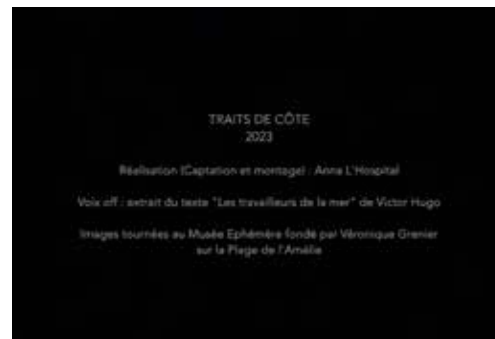 TRAITS DE CÔTE
2023
Réalisation (Captation et montage) : Anna L'Hospital
Voix off : extrait du texte "Les travailleurs de la mer" de Victor Hugo
Images tournées au Musée Ephémère fondé par Véronique Grenier
sur la Plage de l'Amélie